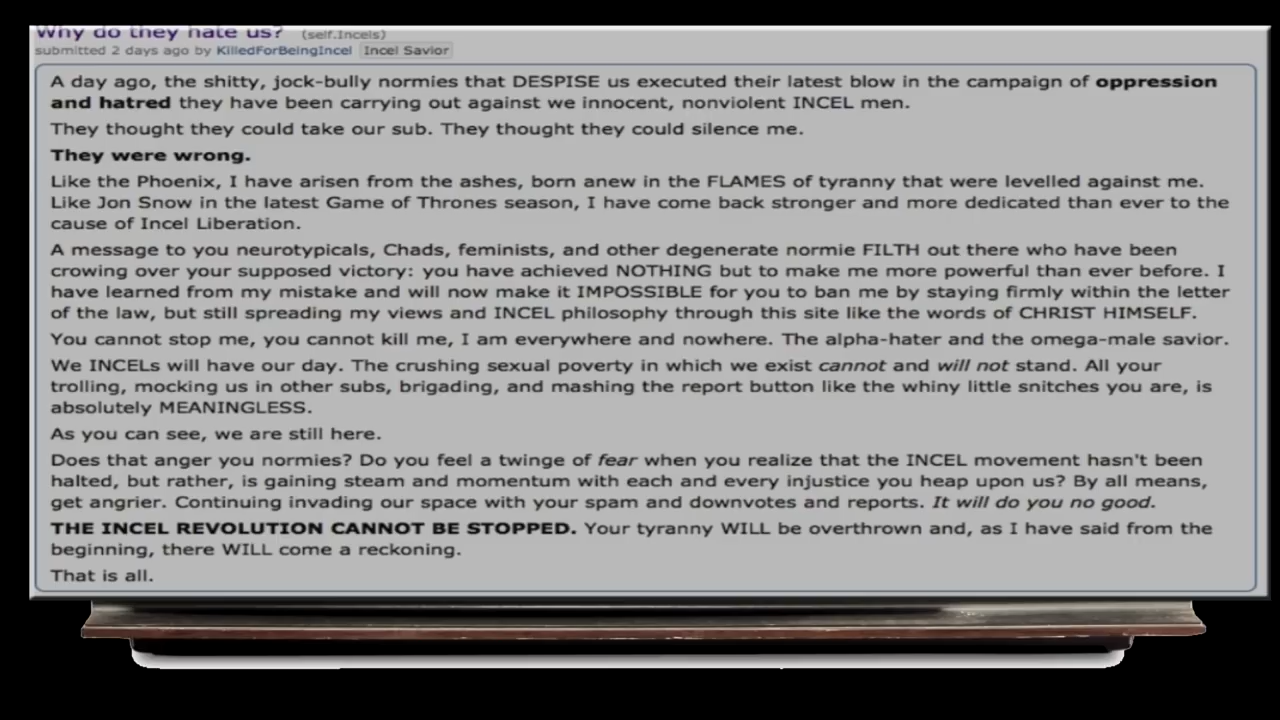 Why do they hate us? (self.Incels)
submitted 2 days ago by KilledForBeingIncel Incel Savior
A day ago, the shitty, jock-bully normies that DESPISE us executed their latest blow in the campaign of oppression
and hatred they have been carrying out against we innocent, nonviolent INCEL men.
They thought they could take our sub. They thought they could silence me.
They were wrong.
Like the Phoenix, I have arisen from the ashes, born anew in the FLAMES of tyranny that were levelled against me.
Like Jon Snow in the latest Game of Thrones season, I have come back stronger and more dedicated than ever to the
cause of Incel Liberation.
A message to you neurotypicals, Chads, feminists, and other degenerate normie FILTH out there who have been
crowing over your supposed victory: you have achieved NOTHING but to make me more powerful than ever before. I
have learned from my mistake and will now make it IMPOSSIBLE for you to ban me by staying firmly within the letter
of the law, but still spreading my views and INCEL philosophy through this site like the words of CHRIST HIMSELF.
You cannot stop me, you cannot kill me, I am everywhere and nowhere. The alpha-hater and the omega-male savior.
We INCELs will have our day. The crushing sexual poverty in which we exist cannot and will not stand. All your
trolling, mocking us in other subs, brigading, and mashing the report button like the whiny little snitches you are, is
absolutely MEANINGLESS.
As you can see, we are still here.
Does that anger you normies? Do you feel a twinge of fear when you realize that the INCEL movement hasn't been
halted, but rather, is gaining steam and momentum with each and every injustice you heap upon us? By all means,
get angrier. Continuing invading our space with your spam and downvotes and reports. It will do you no good.
THE INCEL REVOLUTION CANNOT BE STOPPED. Your tyranny WILL be overthrown and, as I have said from the
beginning, there WILL come a reckoning.
That is all.